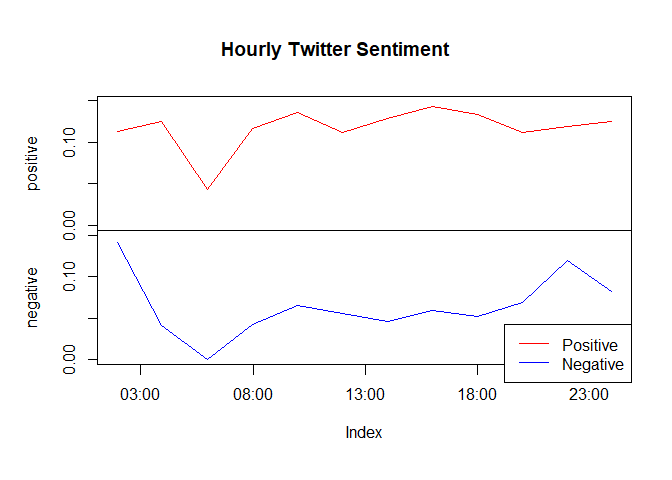 Hourly Twitter Sentiment
positive
0.10
0.00
negative
0.10
0.00
Positive
Negative
03:00 08:00 13:00 18:00 23:00
Index